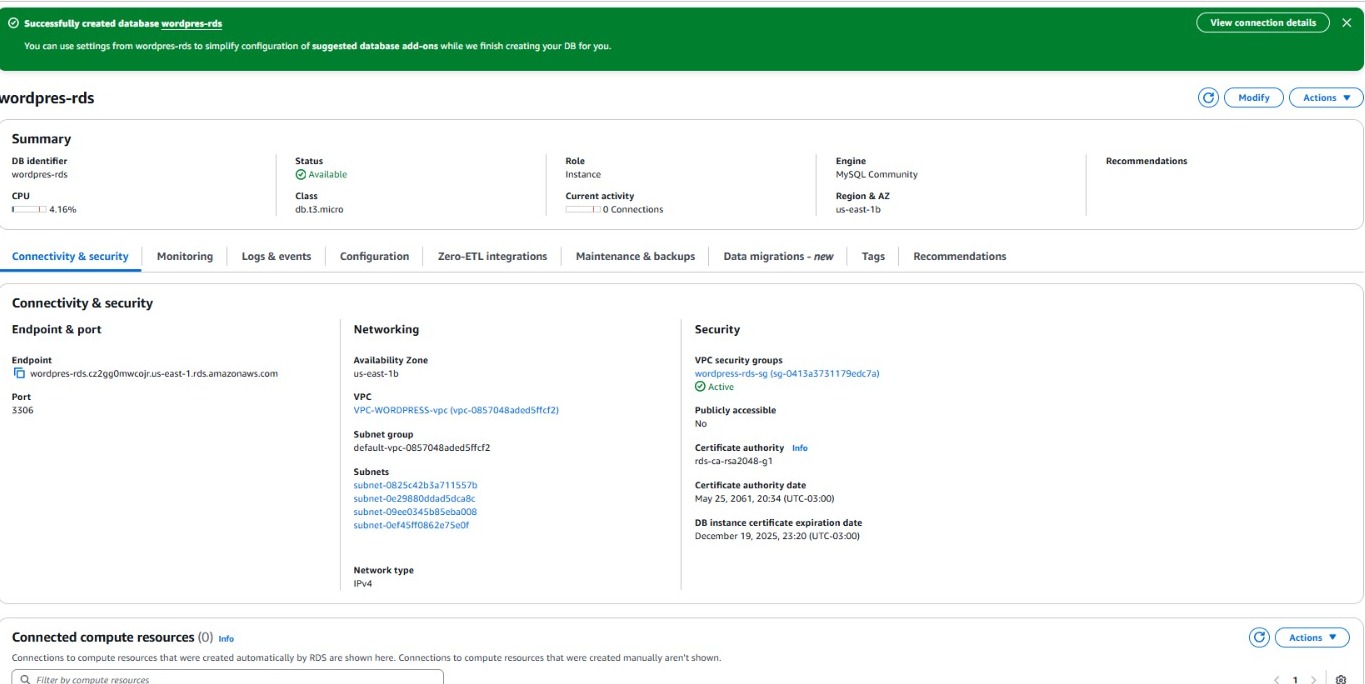 Successfully created database wordpres-rds
View connection details
You can use settings from wordpres-rds to simplify configuration of suggested database add-ons while we finish creating your DB for you.
wordpres-rds
Modify
Actions
Summary
DB identifier
wordpres-rds
Status
Available
Role
Instance
Engine
MySQL Community
Recommendations
CPU
4.16%
Class
db.t3.micro
Current activity
0 Connections
Region & AZ
us-east-1b
Connectivity & security
Monitoring
Logs & events
Configuration
Zero-ETL integrations
Maintenance & backups
Data migrations - new
Tags
Recommendations
Connectivity & security
Endpoint & port
Endpoint
wordpres-rds.cz2gg0mwcojr.us-east-1.rds.amazonaws.com
Port
3306
Networking
Availability Zone
us-east-1b
VPC
VPC-WORDPRESS-vpc (vpc-0857048aded5ffcf2)
Subnet group
default-vpc-0857048aded5ffcf2
Subnets
subnet-0825c42b3a711557b
subnet-0e29880ddad5dca8c
subnet-09ee0345b85eba008
subnet-0ef45ff0862e75e0f
Network type
IPv4
Security
VPC security groups
wordpress-rds-sg (sg-0413a3731179edc7a)
Active
Publicly accessible
No
Certificate authority Info
rds-ca-rsa2048-g1
Certificate authority date
May 25, 2061, 20:34 (UTC-03:00)
DB instance certificate expiration date
December 19, 2025, 23:20 (UTC-03:00)
Connected compute resources (0) Info
Actions
Connections to compute resources that were created automatically by RDS are shown here. Connections to compute resources that were created manually aren't shown.
Filter by compute resources
1